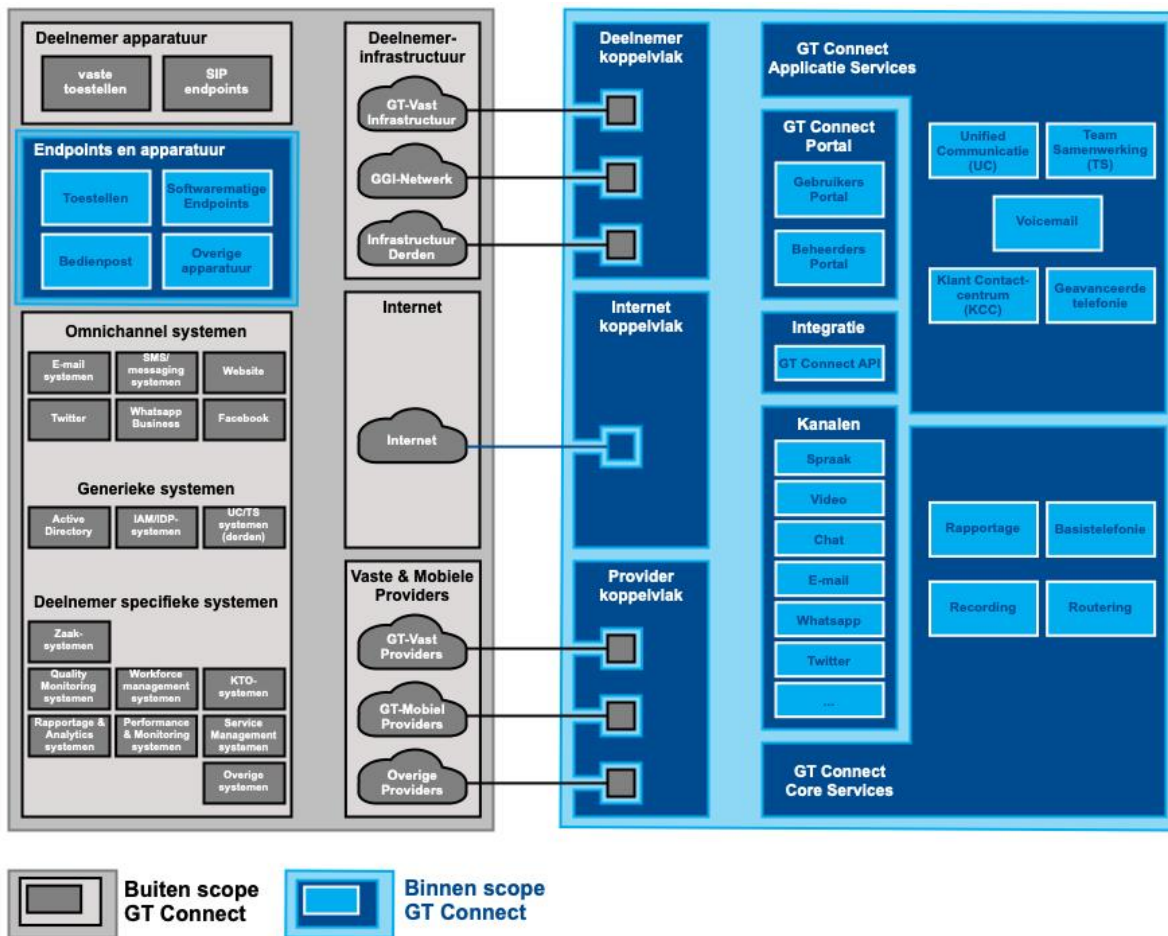 Deelnemer apparatuur
vaste
toestellen
SIP
endpoints
Endpoints en apparatuur
Toestellen
Softwarematige
Endpoints
Bedienpost
Overige
apparatuur
Omnichannel systemen
E-mail
systemen
SMS/
messaging
systemen
Website
Twitter
Whatsapp
Business
Facebook
Generieke systemen
Active
Directory
IAM/IDP-
systemen
UC/TS
systemen
(derden)
Deelnemer specifieke systemen
Zaak-
systemen
Quality
Monitoring
systemen
Workforce
management
systemen
KTO-
systemen
Rapportage &
Analytics
systemen
Performance
& Monitoring
systemen
Service
Management
systemen
Overige
systemen
Deelnemer-
infrastructuur
GT-Vast
Infrastructuur
GGI-Netwerk
Infrastructuur
Derden
Internet
Internet
Vaste & Mobiele
Providers
GT-Vast
Providers
GT-Mobiel
Providers
Overige
Providers
Deelnemer
koppelvlak
Internet
koppelvlak
Provider
koppelvlak
GT Connect
Applicatie Services
GT Connect
Portal
Gebruikers
Portal
Beheerders
Portal
Integratie
GT Connect API
Kanalen
Spraak
Video
Chat
E-mail
Whatsapp
Twitter
...
Unified
Communicatie
(UC)
Team
Samenwerking
(TS)
Voicemail
Klant Contact-
centrum
(KCC)
Geavanceerde
telefonie
Rapportage
Basistelefonie
Recording
Routering
GT Connect
Core Services
Buiten scope
GT Connect
Binnen scope
GT Connect